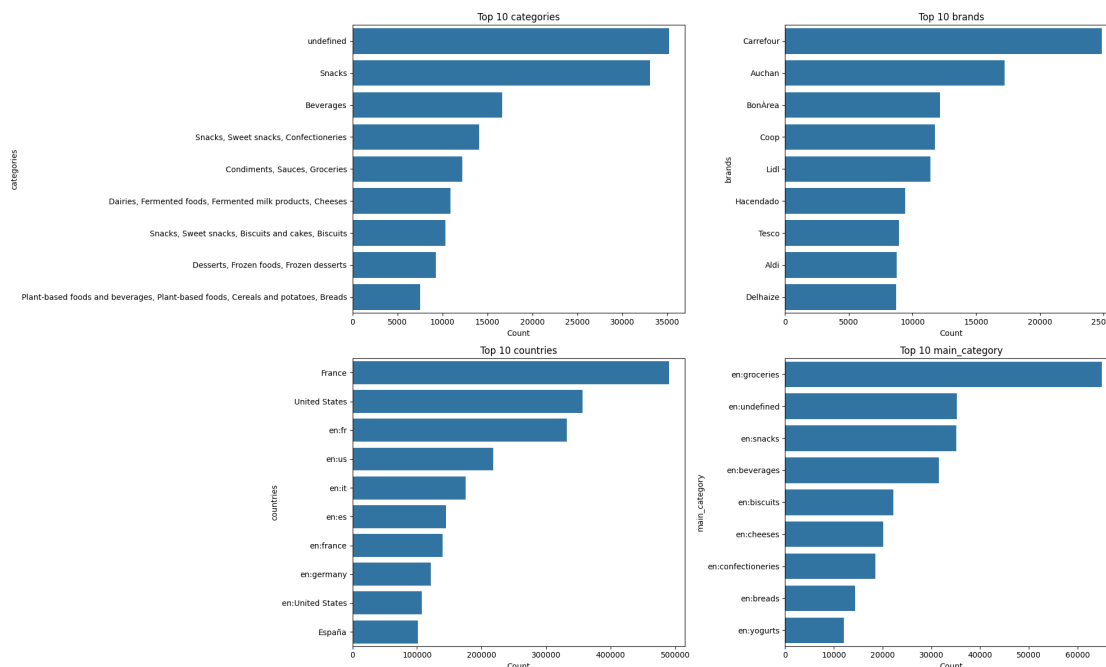 Top 10 categories
undefined
Snacks
Beverages
Snacks, Sweet snacks, Confectioneries
Condiments, Sauces, Groceries
Dairies, Fermented foods, Fermented milk products, Cheeses
Snacks, Sweet snacks, Biscuits and cakes, Biscuits
Desserts, Frozen foods, Frozen desserts
Plant-based foods and beverages, Plant-based foods, Cereals and potatoes, Breads
categories
0 5000 10000 15000 20000 25000 30000 35000
Count
Top 10 brands
Carrefour
Auchan
BonÀrea
Coop
Lidl
Hacendado
Tesco
Aldi
Delhaize
brands
0 5000 10000 15000 20000 25000
Count
Top 10 countries
France
United States
en:fr
en:us
en:it
en:es
en:france
en:germany
en:United States
España
countries
0 100000 200000 300000 400000 500000
Count
Top 10 main_category
en:groceries
en:undefined
en:snacks
en:beverages
en:biscuits
en:cheeses
en:confectioneries
en:breads
en:yogurts
main_category
0 10000 20000 30000 40000 50000 60000
Count